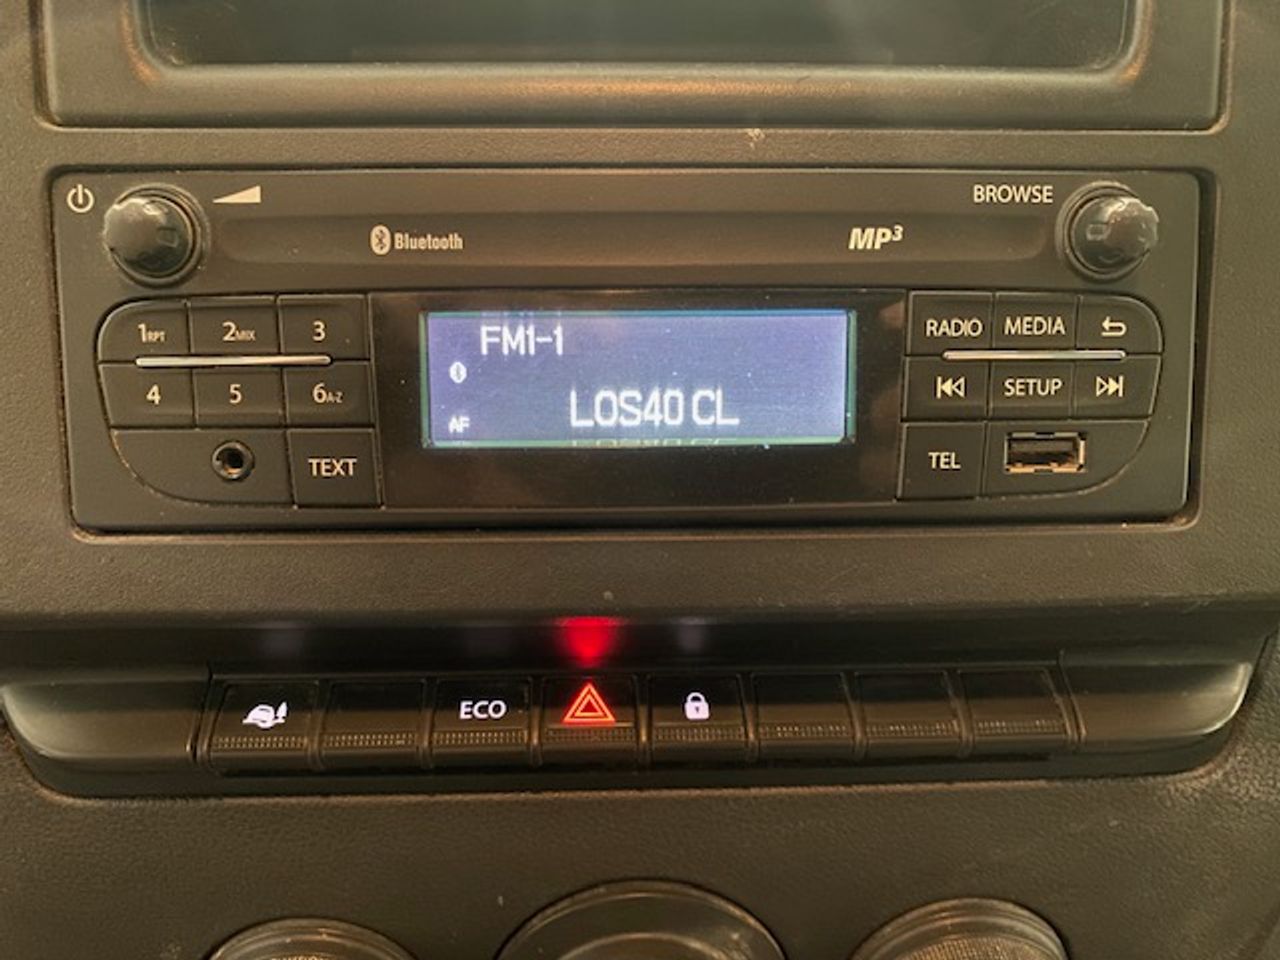 BROWSE
Bluetooth
MP3
1RPT 2MIX 3
FM1-1
RADIO MEDIA
4 5 6A-Z
LOS40 CL
SETUP
AF
TEXT
TEL
ECO